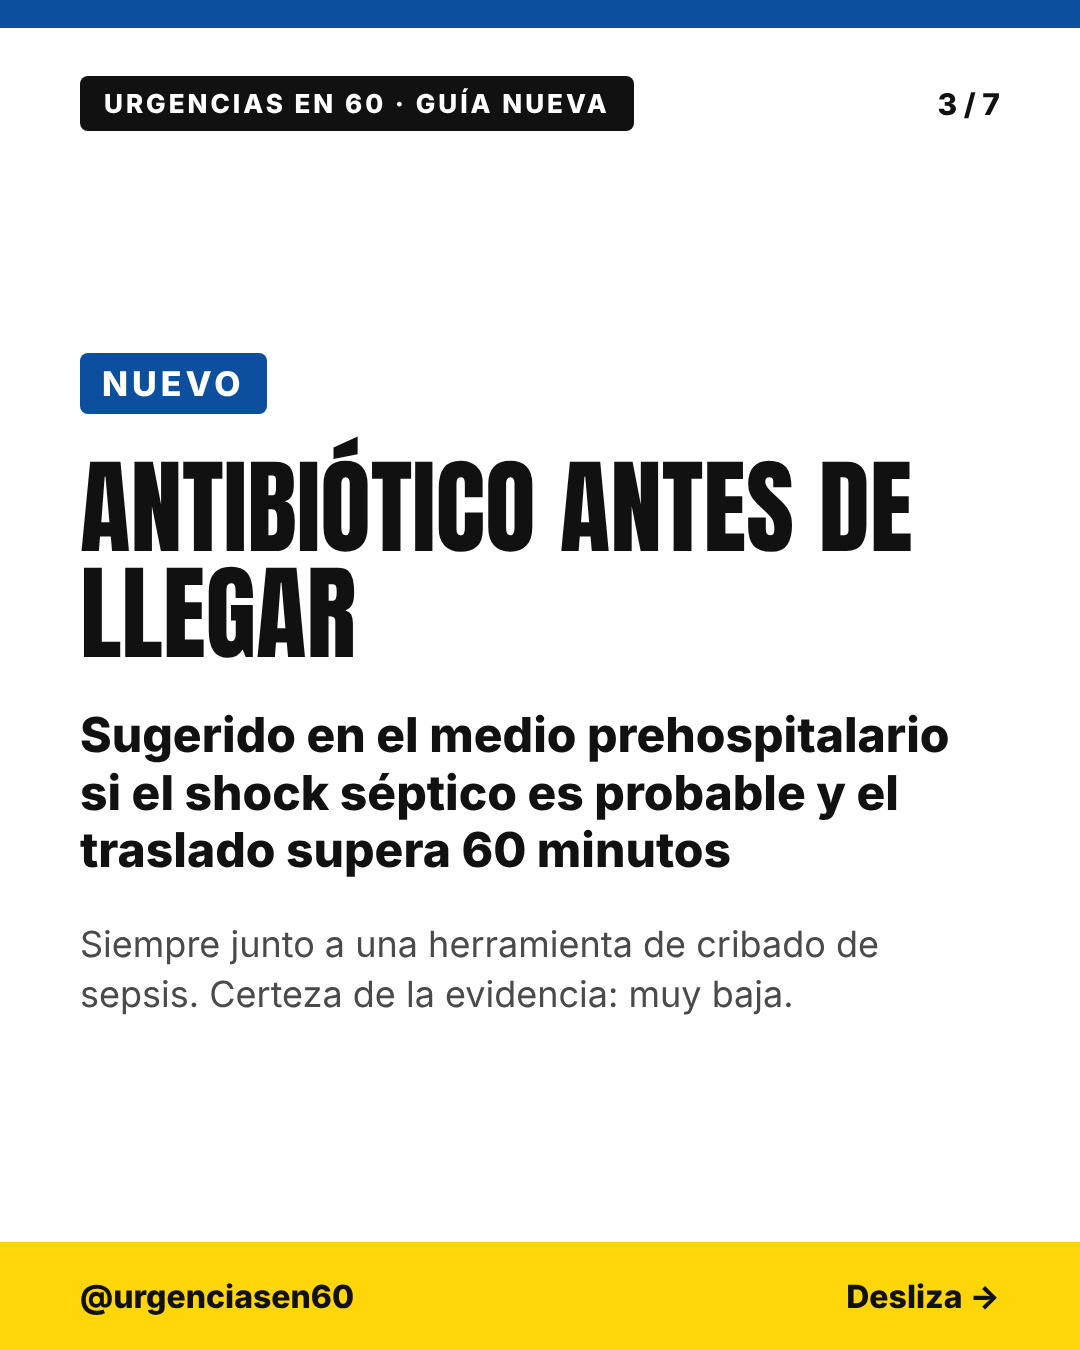 URGENCIAS EN 60 · GUÍA NUEVA
3 / 7
NUEVO
ANTIBIÓTICO ANTES DE
LLEGAR
Sugerido en el medio prehospitalario
si el shock séptico es probable y el
traslado supera 60 minutos
Siempre junto a una herramienta de cribado de
sepsis. Certeza de la evidencia: muy baja.
@urgenciasen60
Desliza →